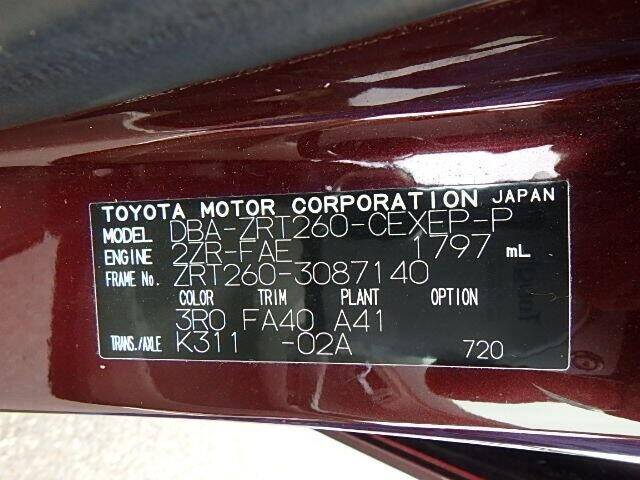 TOYOTA MOTOR CORPORATION JAPAN
MODEL DBA-ZRT260-CEXEP-P
ENGINE 2ZR-FAE 1797 mL
FRAME No. ZRT260-3087140
COLOR TRIM PLANT OPTION
3R0 FA40 A41
TRANS./AXLE K311 -02A 720